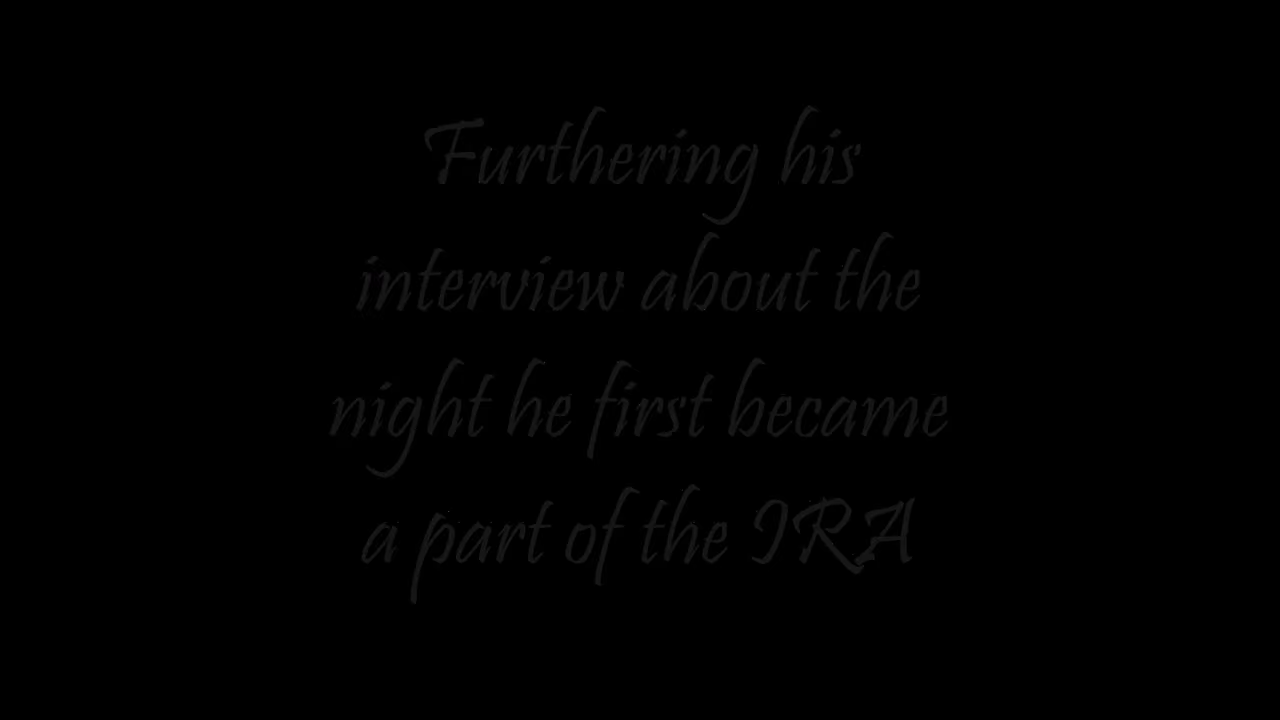 Furthering his
interview about the
night he first became
a part of the IRA